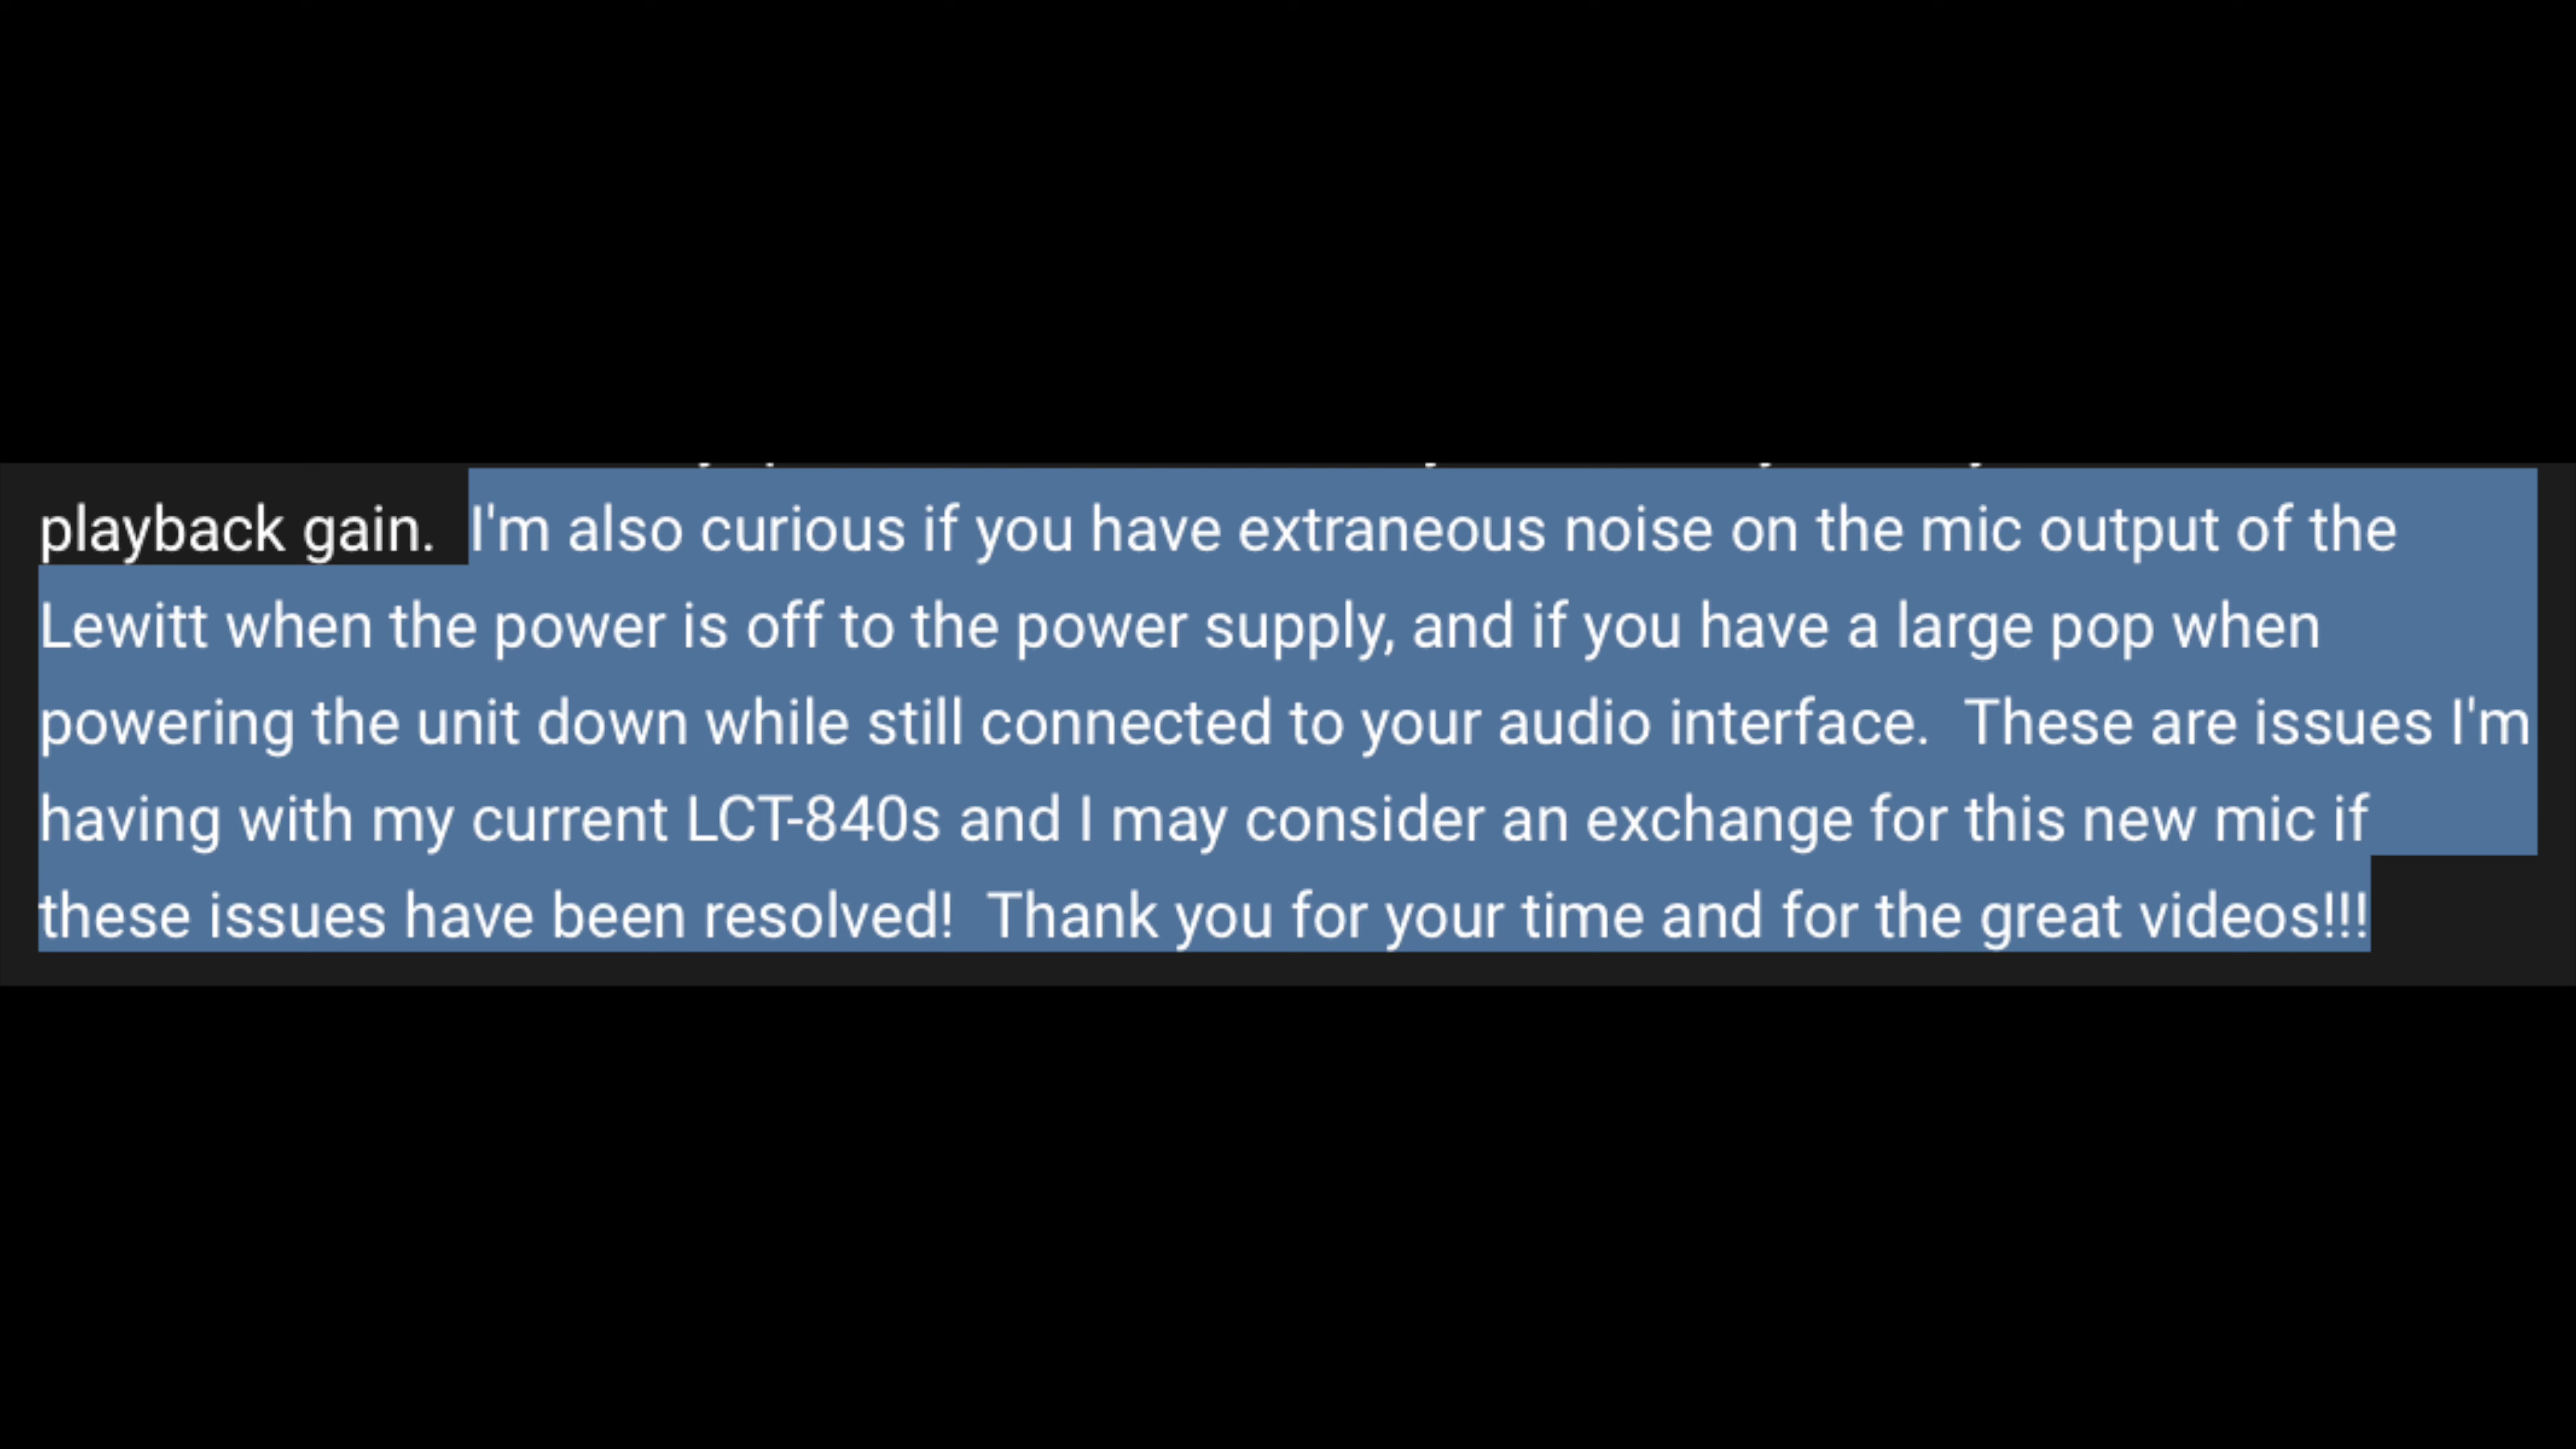 playback gain.  I'm also curious if you have extraneous noise on the mic output of the
Lewitt when the power is off to the power supply, and if you have a large pop when
powering the unit down while still connected to your audio interface.  These are issues I'm
having with my current LCT-840s and I may consider an exchange for this new mic if
these issues have been resolved!  Thank you for your time and for the great videos!!!